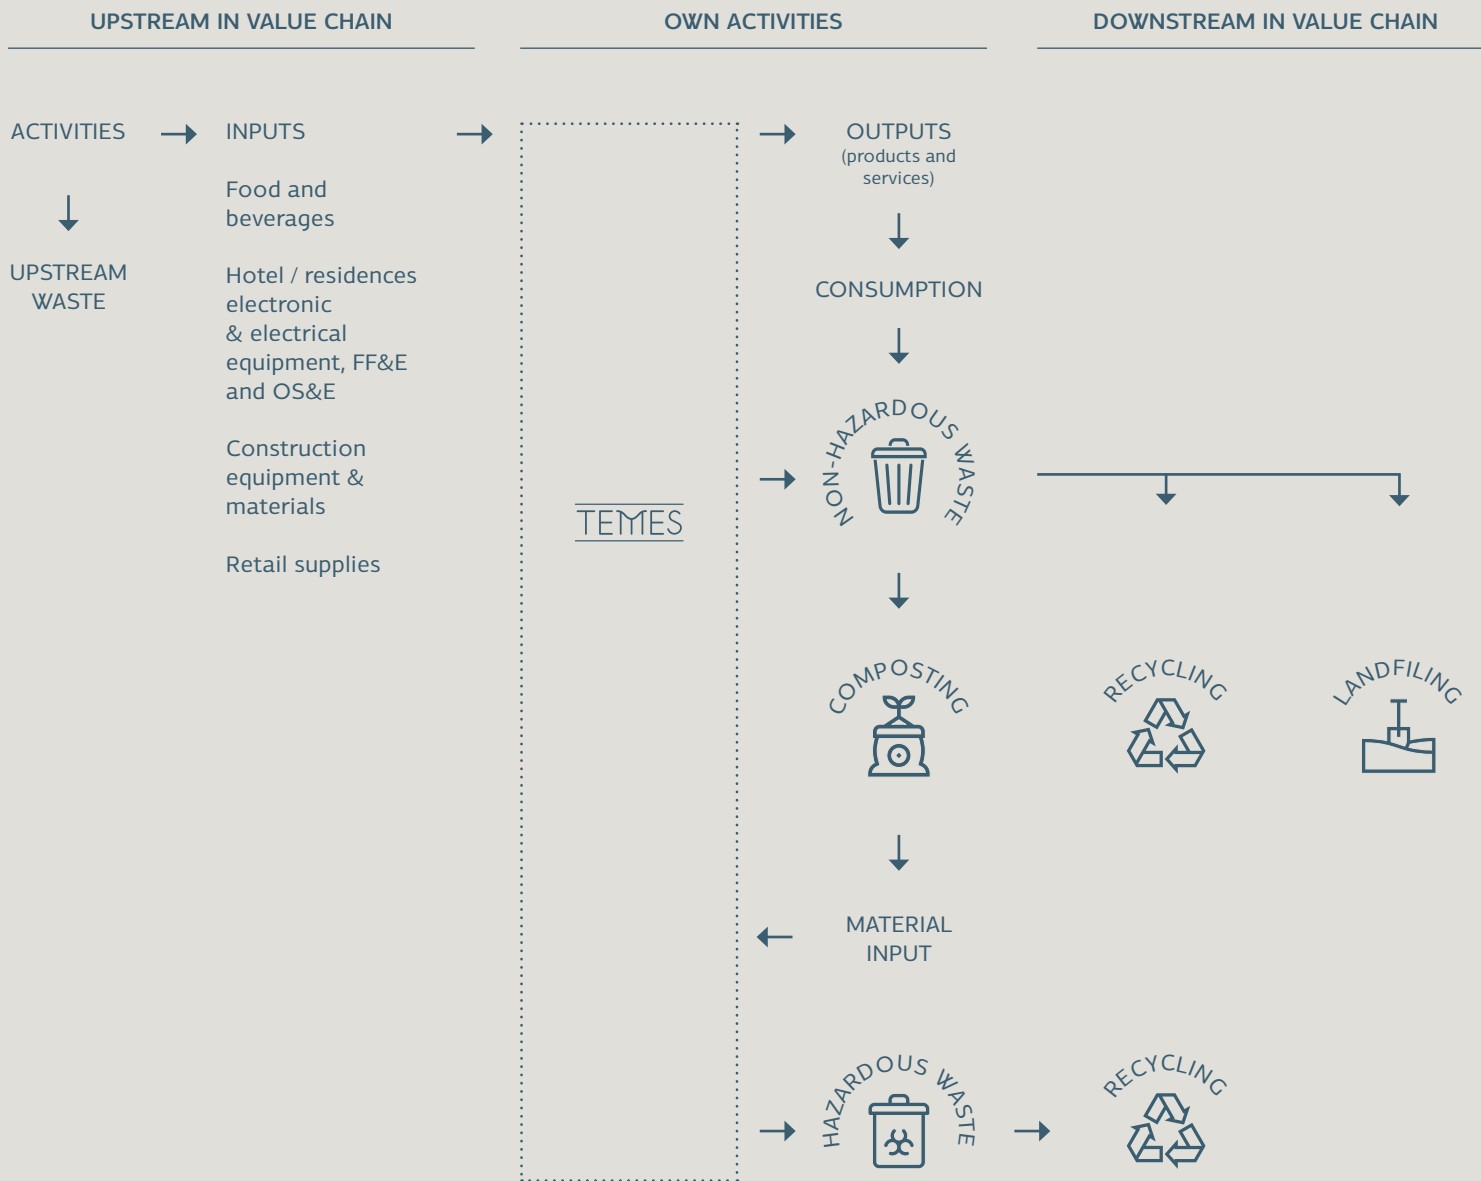 UPSTREAM IN VALUE CHAIN
OWN ACTIVITIES
DOWNSTREAM IN VALUE CHAIN
ACTIVITIES
UPSTREAM
WASTE
INPUTS
Food and
beverages
Hotel / residences
electronic
& electrical
equipment, FF&E
and OS&E
Construction
equipment &
materials
Retail supplies
TEMES
OUTPUTS
(products and
services)
CONSUMPTION
NON-HAZARDOUS WASTE
COMPOSTING
RECYCLING
LANDFILING
MATERIAL
INPUT
HAZARDOUS WASTE
RECYCLING